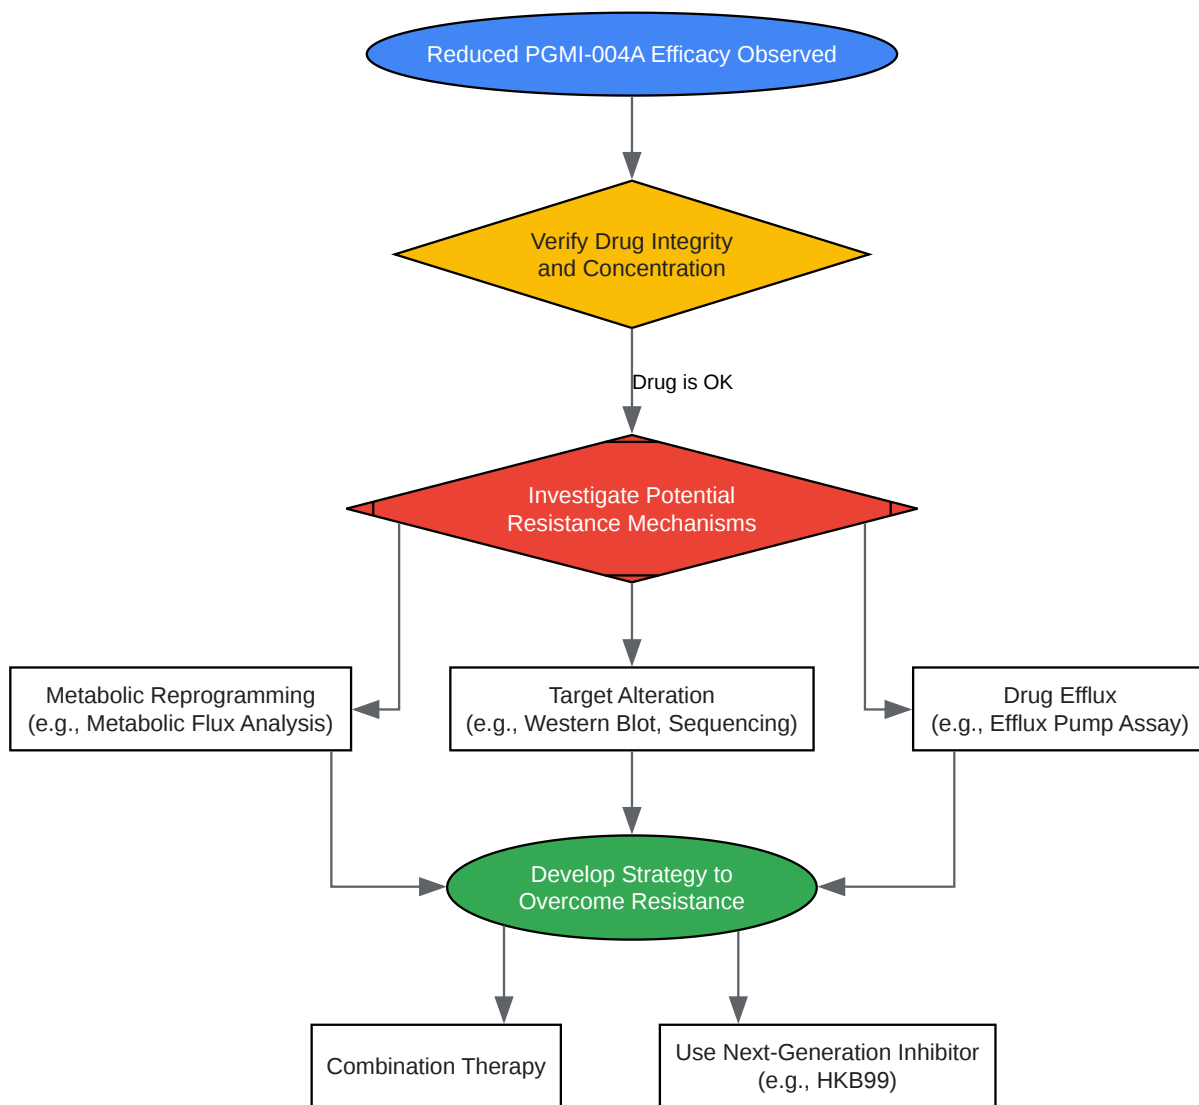 Reduced PGMI-004A Efficacy Observed
Verify Drug Integrity
and Concentration
Drug is OK
Investigate Potential
Resistance Mechanisms
Metabolic Reprogramming
(e.g., Metabolic Flux Analysis)
Target Alteration
(e.g., Western Blot, Sequencing)
Drug Efflux
(e.g., Efflux Pump Assay)
Develop Strategy to
Overcome Resistance
Combination Therapy
Use Next-Generation Inhibitor
(e.g., HKB99)